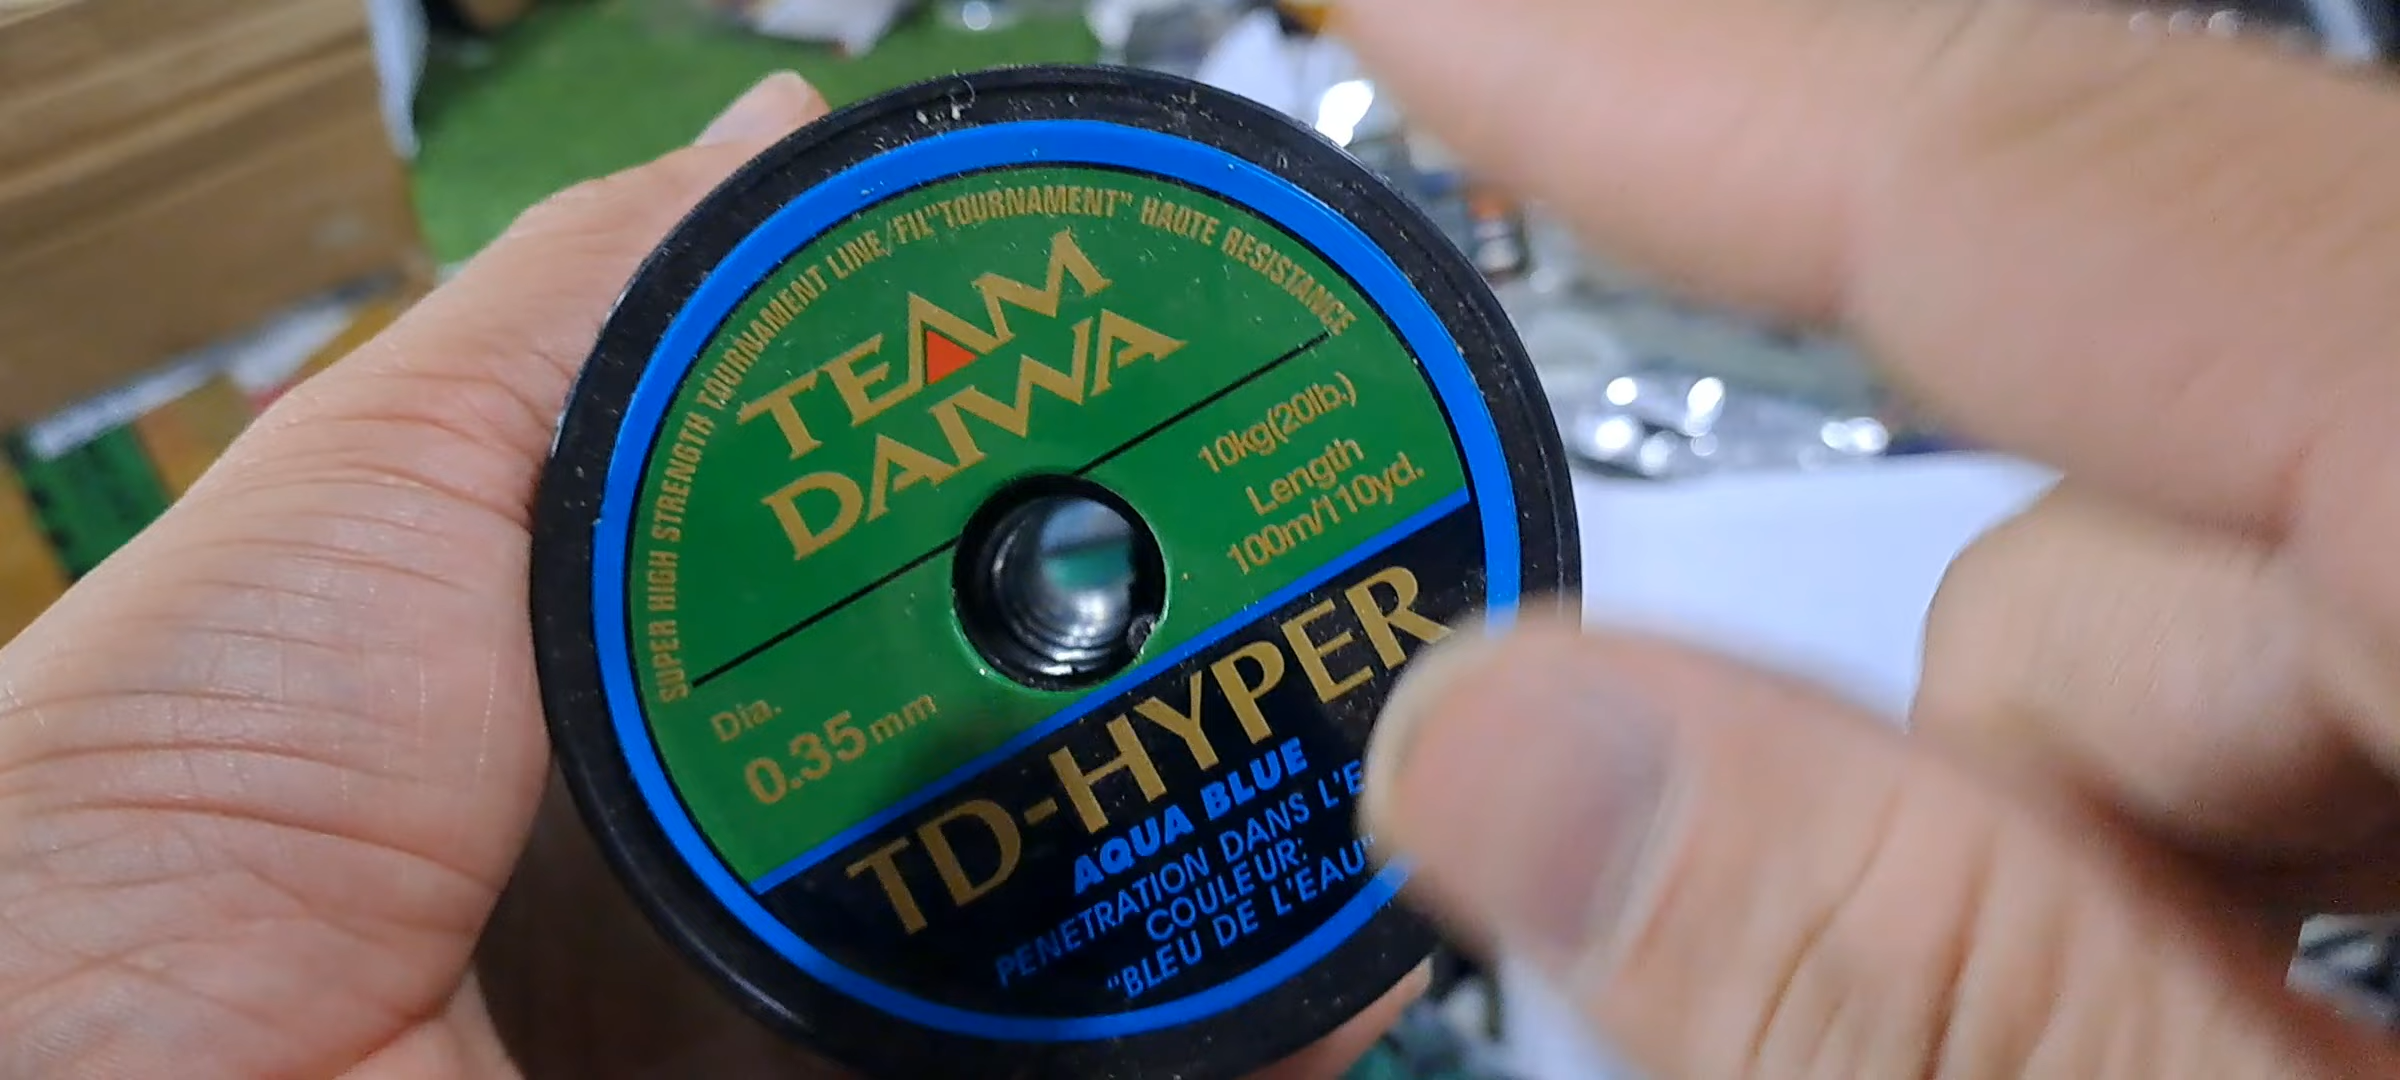 SUPER HIGH STRENGTH TOURNAMENT LINE/FIL"TOURNAMENT" HAUTE RESISTANCE
TEAM
DAIWA
10kg(20lb.)
Length
100m/110yd.
Dia.
0.35mm
TD-HYPER
AQUA BLUE
PENETRATION DANS
COULEUR:
"BLEU DE L'EAU"